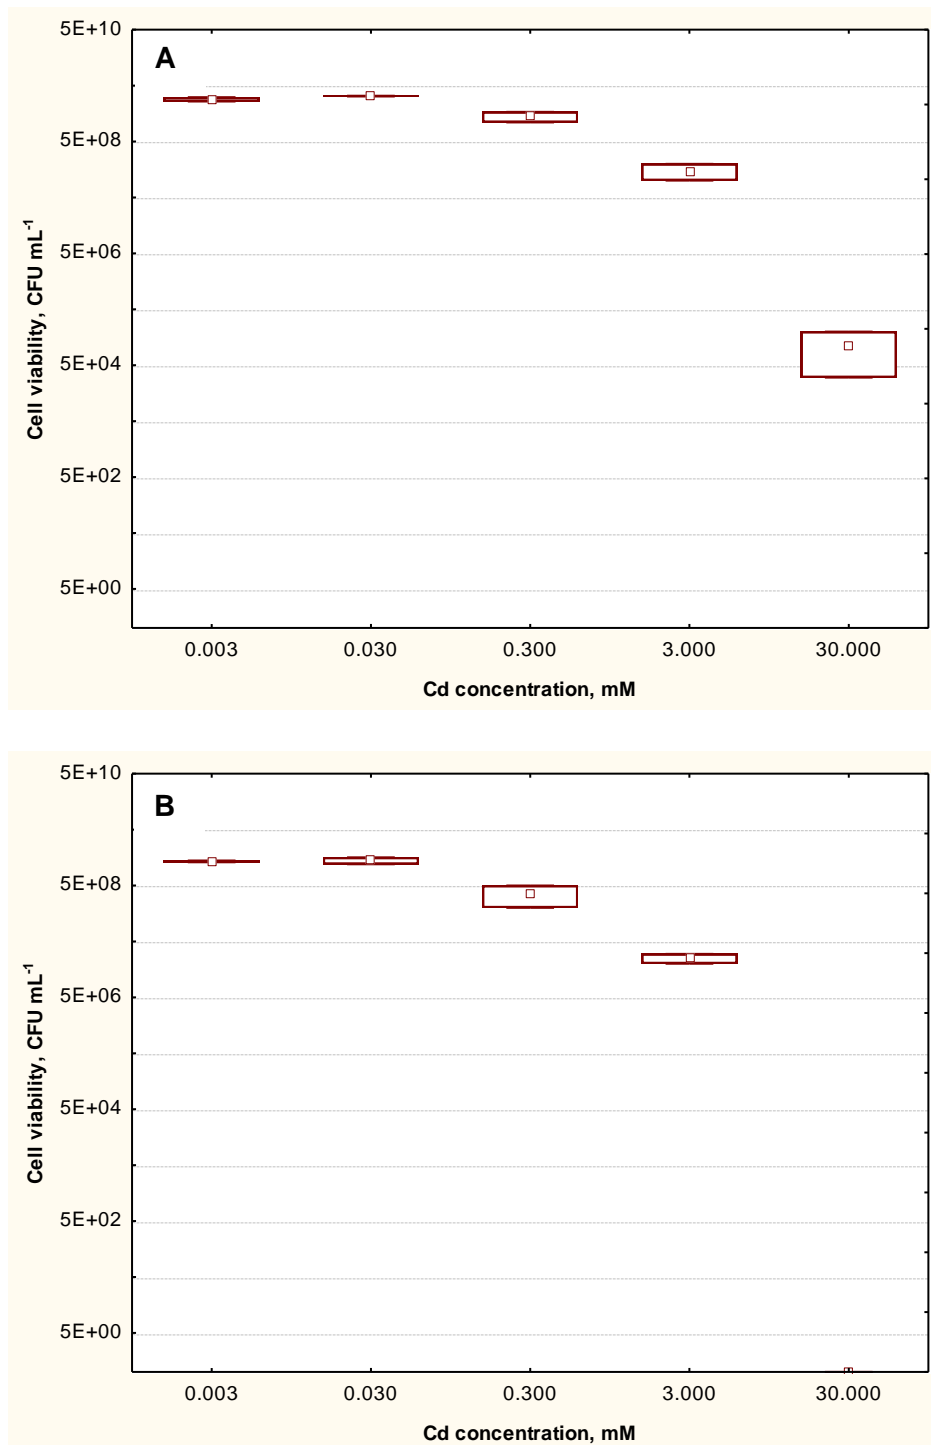 A
5E+10
5E+08
5E+06
5E+04
5E+02
5E+00
Cell viability, CFU mL-1
0.003 0.030 0.300 3.000 30.000
Cd concentration, mM
B
5E+10
5E+08
5E+06
5E+04
5E+02
5E+00
Cell viability, CFU mL-1
0.003 0.030 0.300 3.000 30.000
Cd concentration, mM